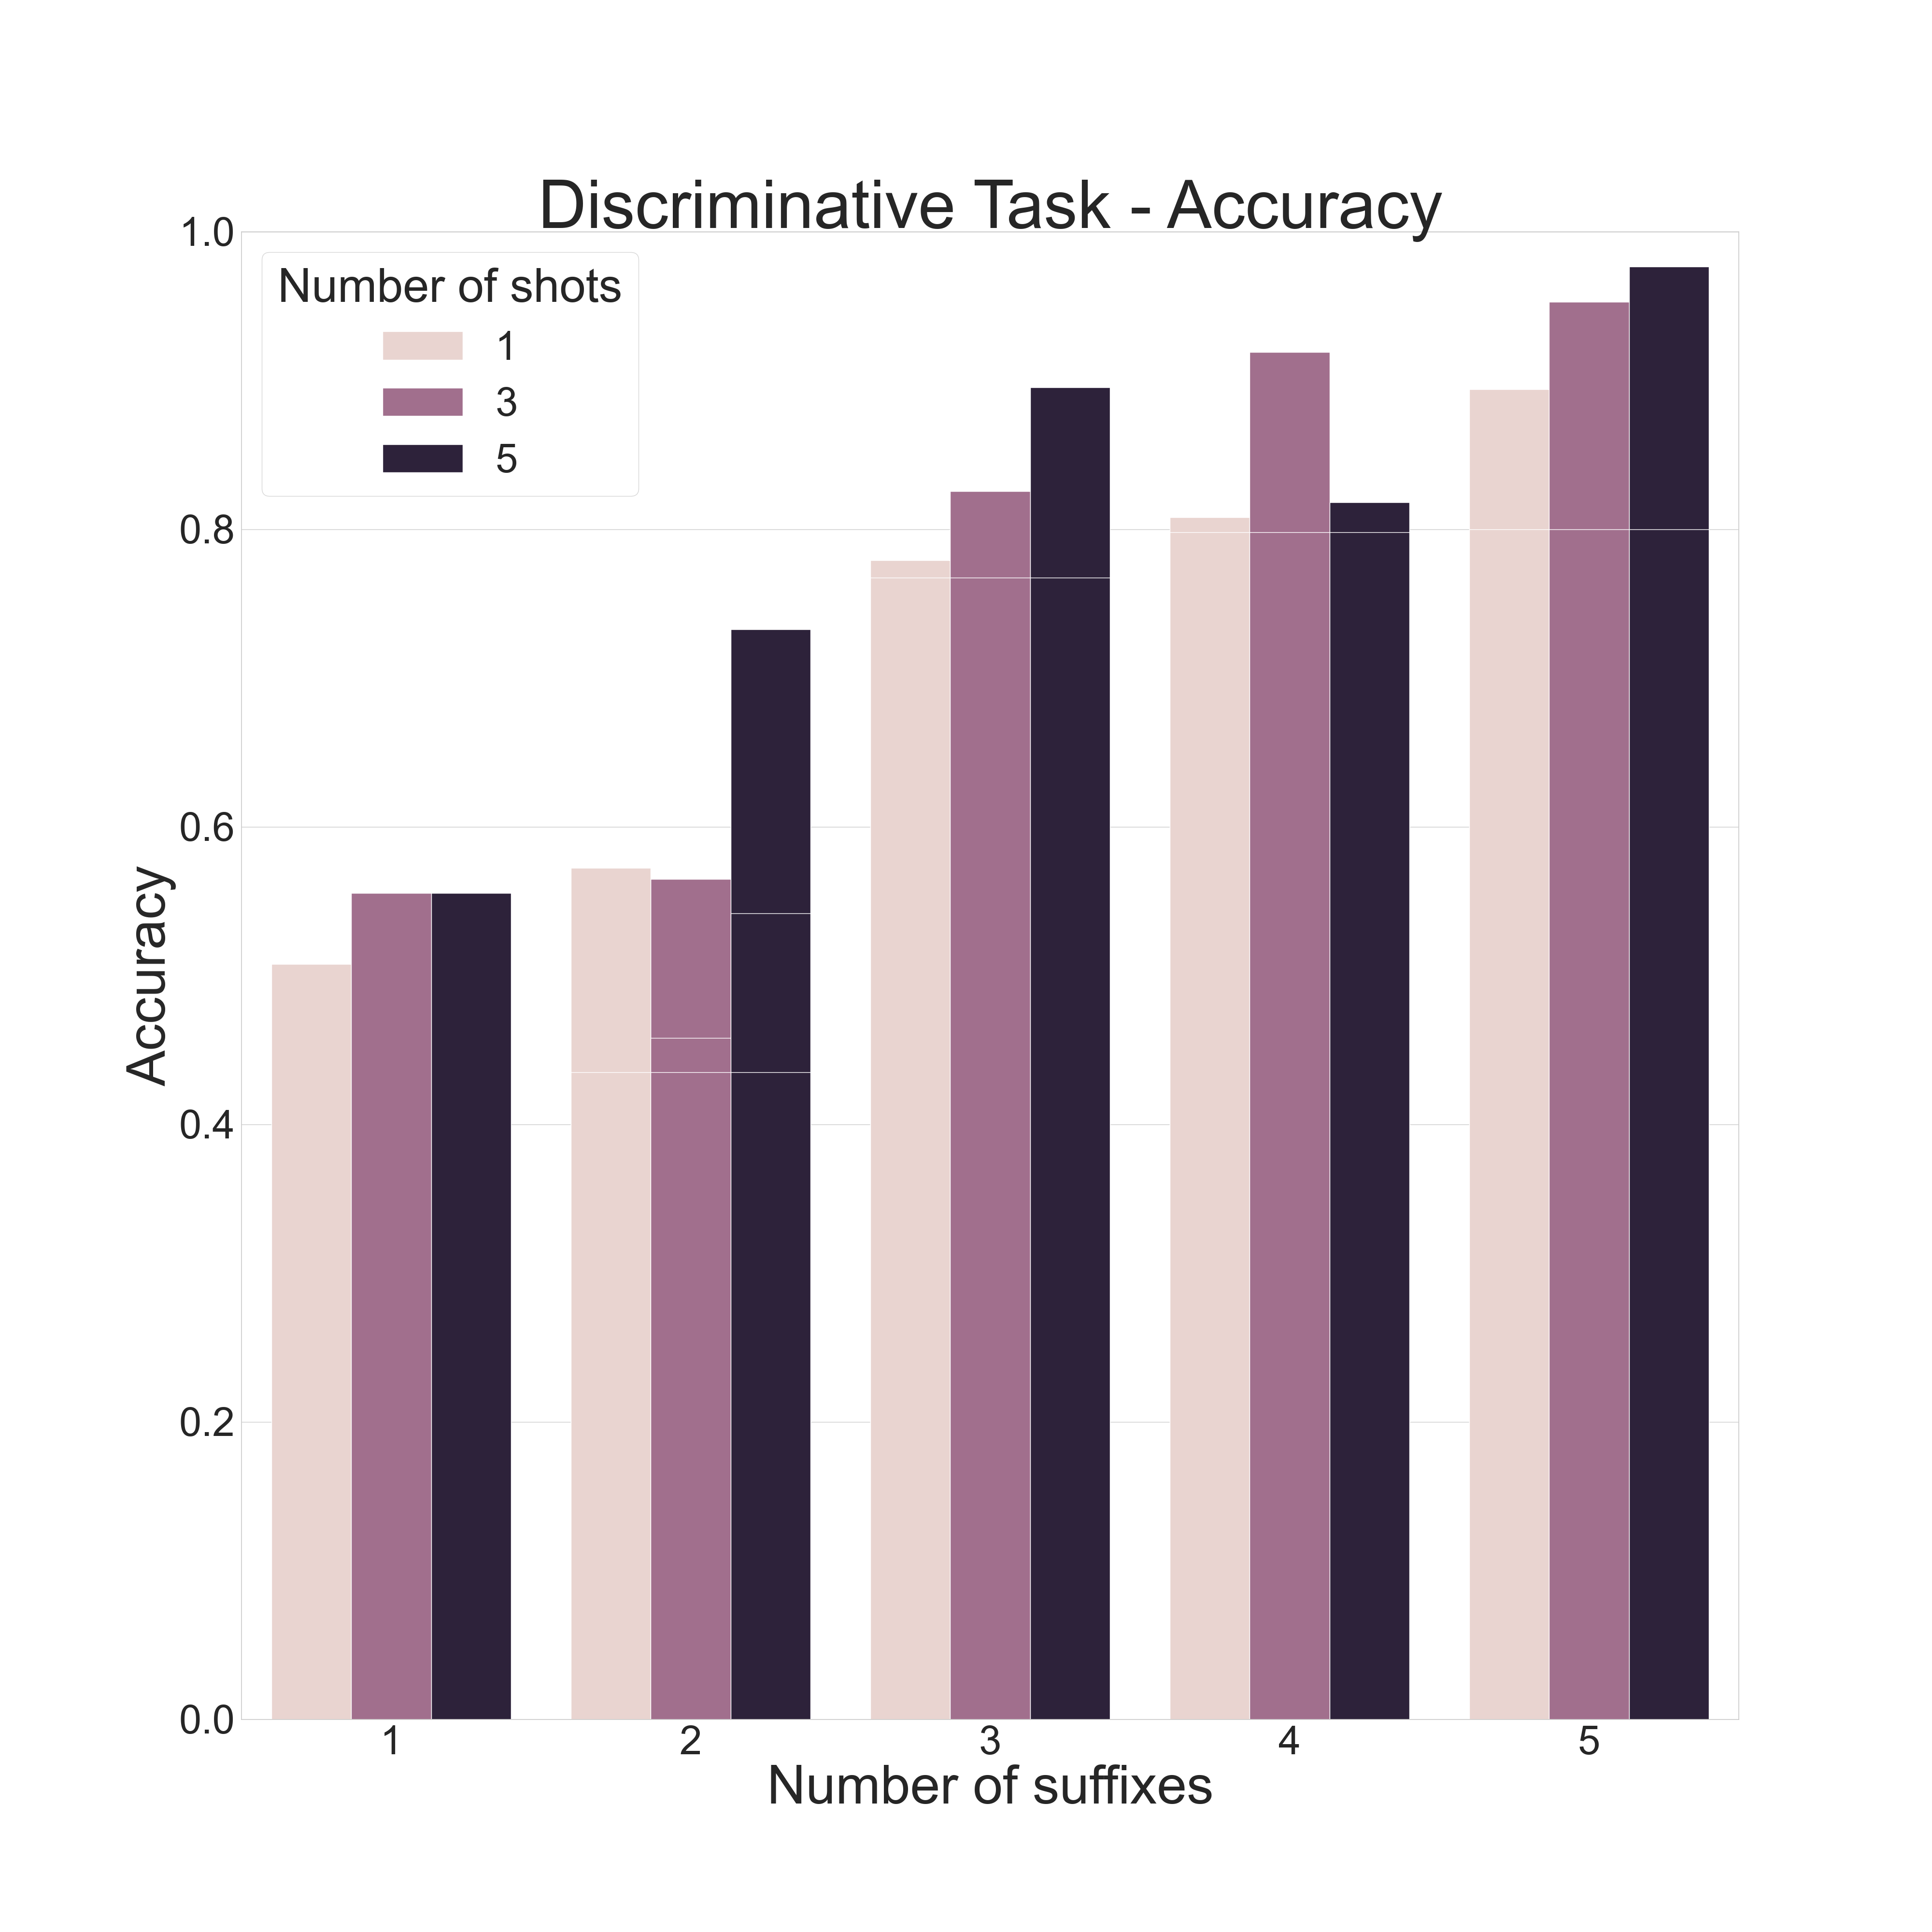 Discriminative Task - Accuracy
Number of shots
1
3
5
Accuracy
1.0
0.8
0.6
0.4
0.2
0.0
1 2 3 4 5
Number of suffixes